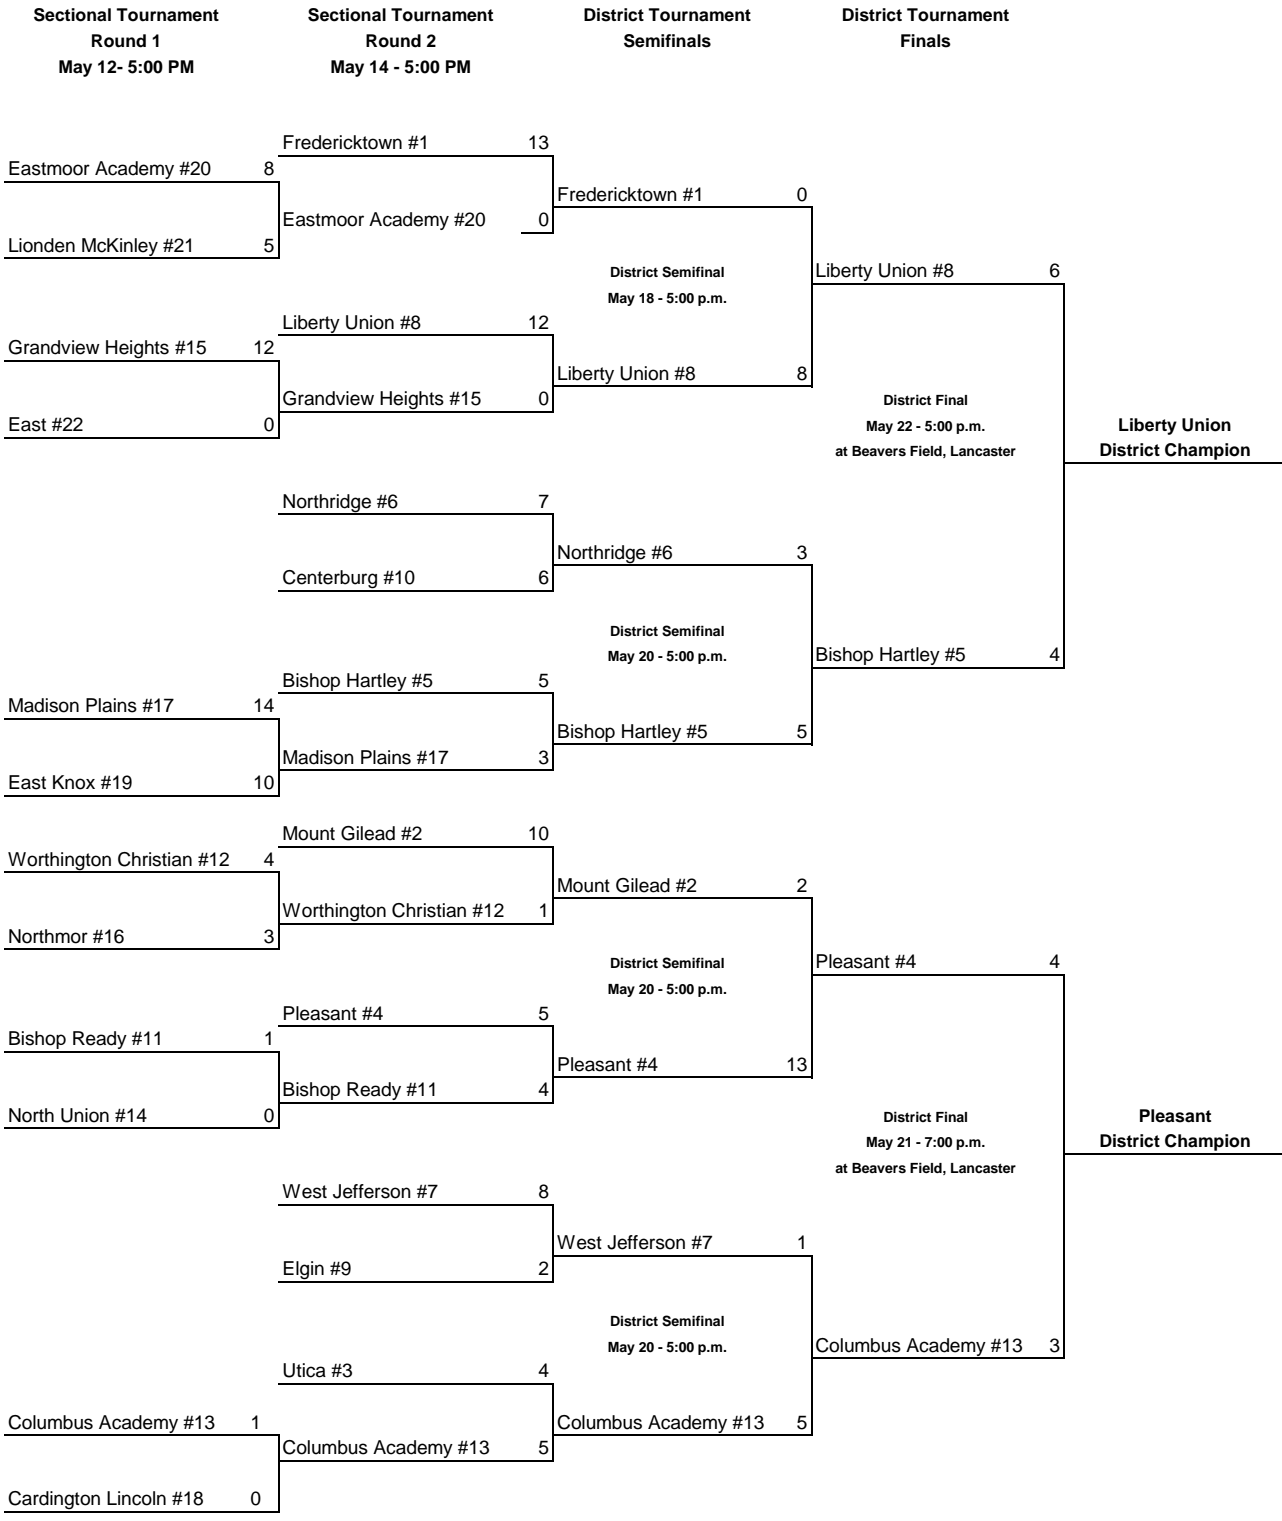 Sectional Tournament
Round 1
May 12- 5:00 PM
Sectional Tournament
Round 2
May 14 - 5:00 PM
District Tournament
Semifinals
District Tournament
Finals
Fredericktown #1 13
Eastmoor Academy #20 8
Fredericktown #1 0
Eastmoor Academy #20 0
Lionden McKinley #21 5
District Semifinal
May 18 - 5:00 p.m.
Liberty Union #8 6
Liberty Union #8 12
Grandview Heights #15 12
Liberty Union #8 8
Grandview Heights #15 0
East #22 0
District Final
May 22 - 5:00 p.m.
at Beavers Field, Lancaster
Liberty Union
District Champion
Northridge #6 7
Northridge #6 3
Centerburg #10 6
District Semifinal
May 20 - 5:00 p.m.
Bishop Hartley #5 4
Bishop Hartley #5 5
Madison Plains #17 14
Bishop Hartley #5 5
Madison Plains #17 3
East Knox #19 10
Mount Gilead #2 10
Worthington Christian #12 4
Mount Gilead #2 2
Worthington Christian #12 1
Northmor #16 3
District Semifinal
May 20 - 5:00 p.m.
Pleasant #4 4
Pleasant #4 5
Bishop Ready #11 1
Pleasant #4 13
Bishop Ready #11 4
North Union #14 0
District Final
May 21 - 7:00 p.m.
at Beavers Field, Lancaster
Pleasant
District Champion
West Jefferson #7 8
West Jefferson #7 1
Elgin #9 2
District Semifinal
May 20 - 5:00 p.m.
Columbus Academy #13 3
Utica #3 4
Columbus Academy #13 1
Columbus Academy #13 5
Columbus Academy #13 5
Cardington Lincoln #18 0